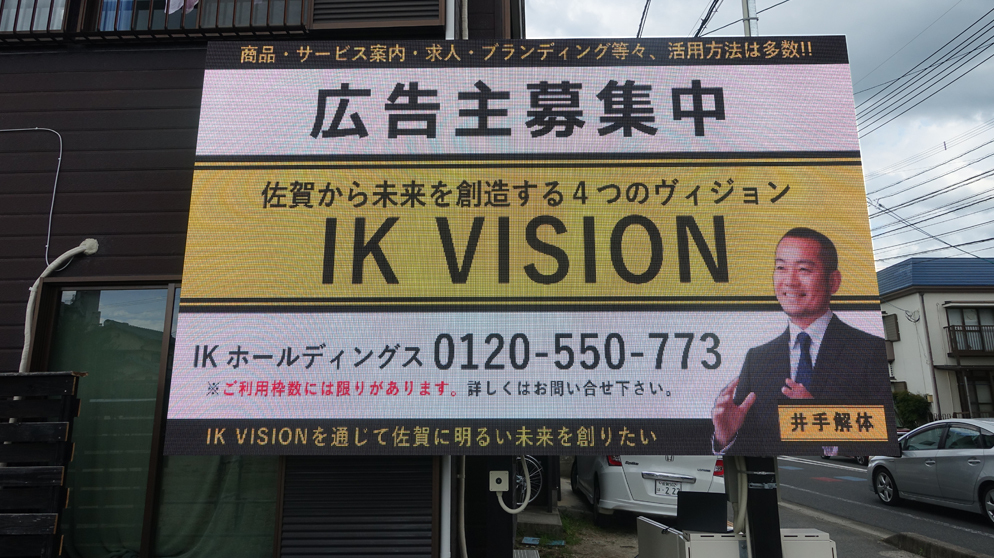 商品・サービス案内・求人・ブランディング等々、活用方法は多数!!
広告主募集中
佐賀から未来を創造する4つのヴィジョン
IK VISION
IK ホールディングス 0120-550-773
※ご利用枠数には限りがあります。詳しくはお問い合せ下さい。
井手解体
IK VISIONを通じて佐賀に明るい未来を創りたい